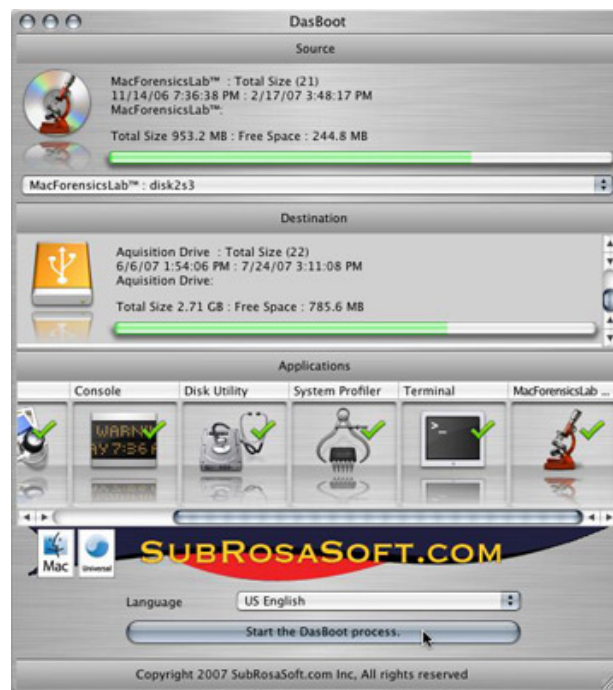 DasBoot
Source
MacForensicsLab™ : Total Size (21)
11/14/06 7:36:38 PM : 2/17/07 3:48:17 PM
MacForensicsLab™:
Total Size 953.2 MB : Free Space : 244.8 MB
MacForensicsLab™ : disk2s3
Destination
Aquisition Drive : Total Size (22)
6/6/07 1:54:06 PM : 7/24/07 3:11:08 PM
Aquisition Drive:
Total Size 2.71 GB : Free Space : 785.6 MB
Applications
Console Disk Utility System Profiler Terminal MacForensicsLab ...
WARN
AY 7:36
>_
SUBROSASOFT.COM
Mac Universal
Language US English
Start the DasBoot process.
Copyright 2007 SubRosaSoft.com Inc, All rights reserved